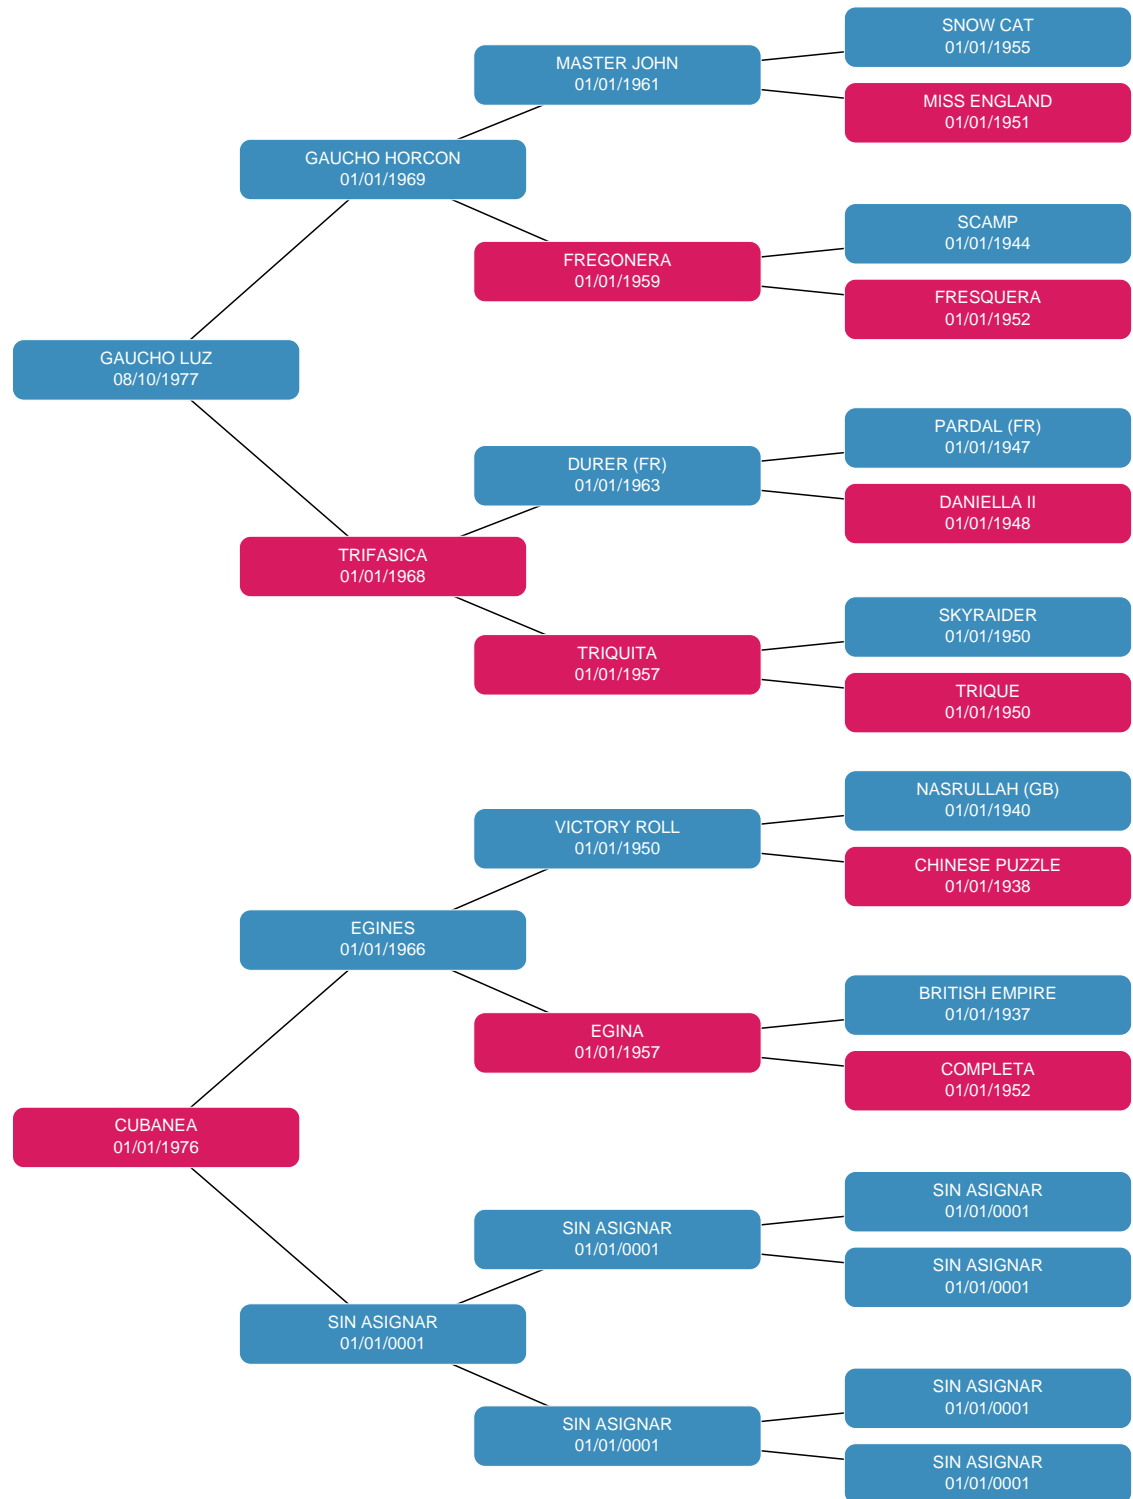 SNOW CAT
01/01/1955
MASTER JOHN
01/01/1961
MISS ENGLAND
01/01/1951
GAUCHO HORCON
01/01/1969
SCAMP
01/01/1944
FREGONERA
01/01/1959
FRESQUERA
01/01/1952
GAUCHO LUZ
08/10/1977
PARDAL (FR)
01/01/1947
DURER (FR)
01/01/1963
DANIELLA II
01/01/1948
TRIFASICA
01/01/1968
SKYRAIDER
01/01/1950
TRIQUITA
01/01/1957
TRIQUE
01/01/1950
NASRULLAH (GB)
01/01/1940
VICTORY ROLL
01/01/1950
CHINESE PUZZLE
01/01/1938
EGINES
01/01/1966
BRITISH EMPIRE
01/01/1937
EGINA
01/01/1957
COMPLETA
01/01/1952
CUBANEA
01/01/1976
SIN ASIGNAR
01/01/0001
SIN ASIGNAR
01/01/0001
SIN ASIGNAR
01/01/0001
SIN ASIGNAR
01/01/0001
SIN ASIGNAR
01/01/0001
SIN ASIGNAR
01/01/0001
SIN ASIGNAR
01/01/0001